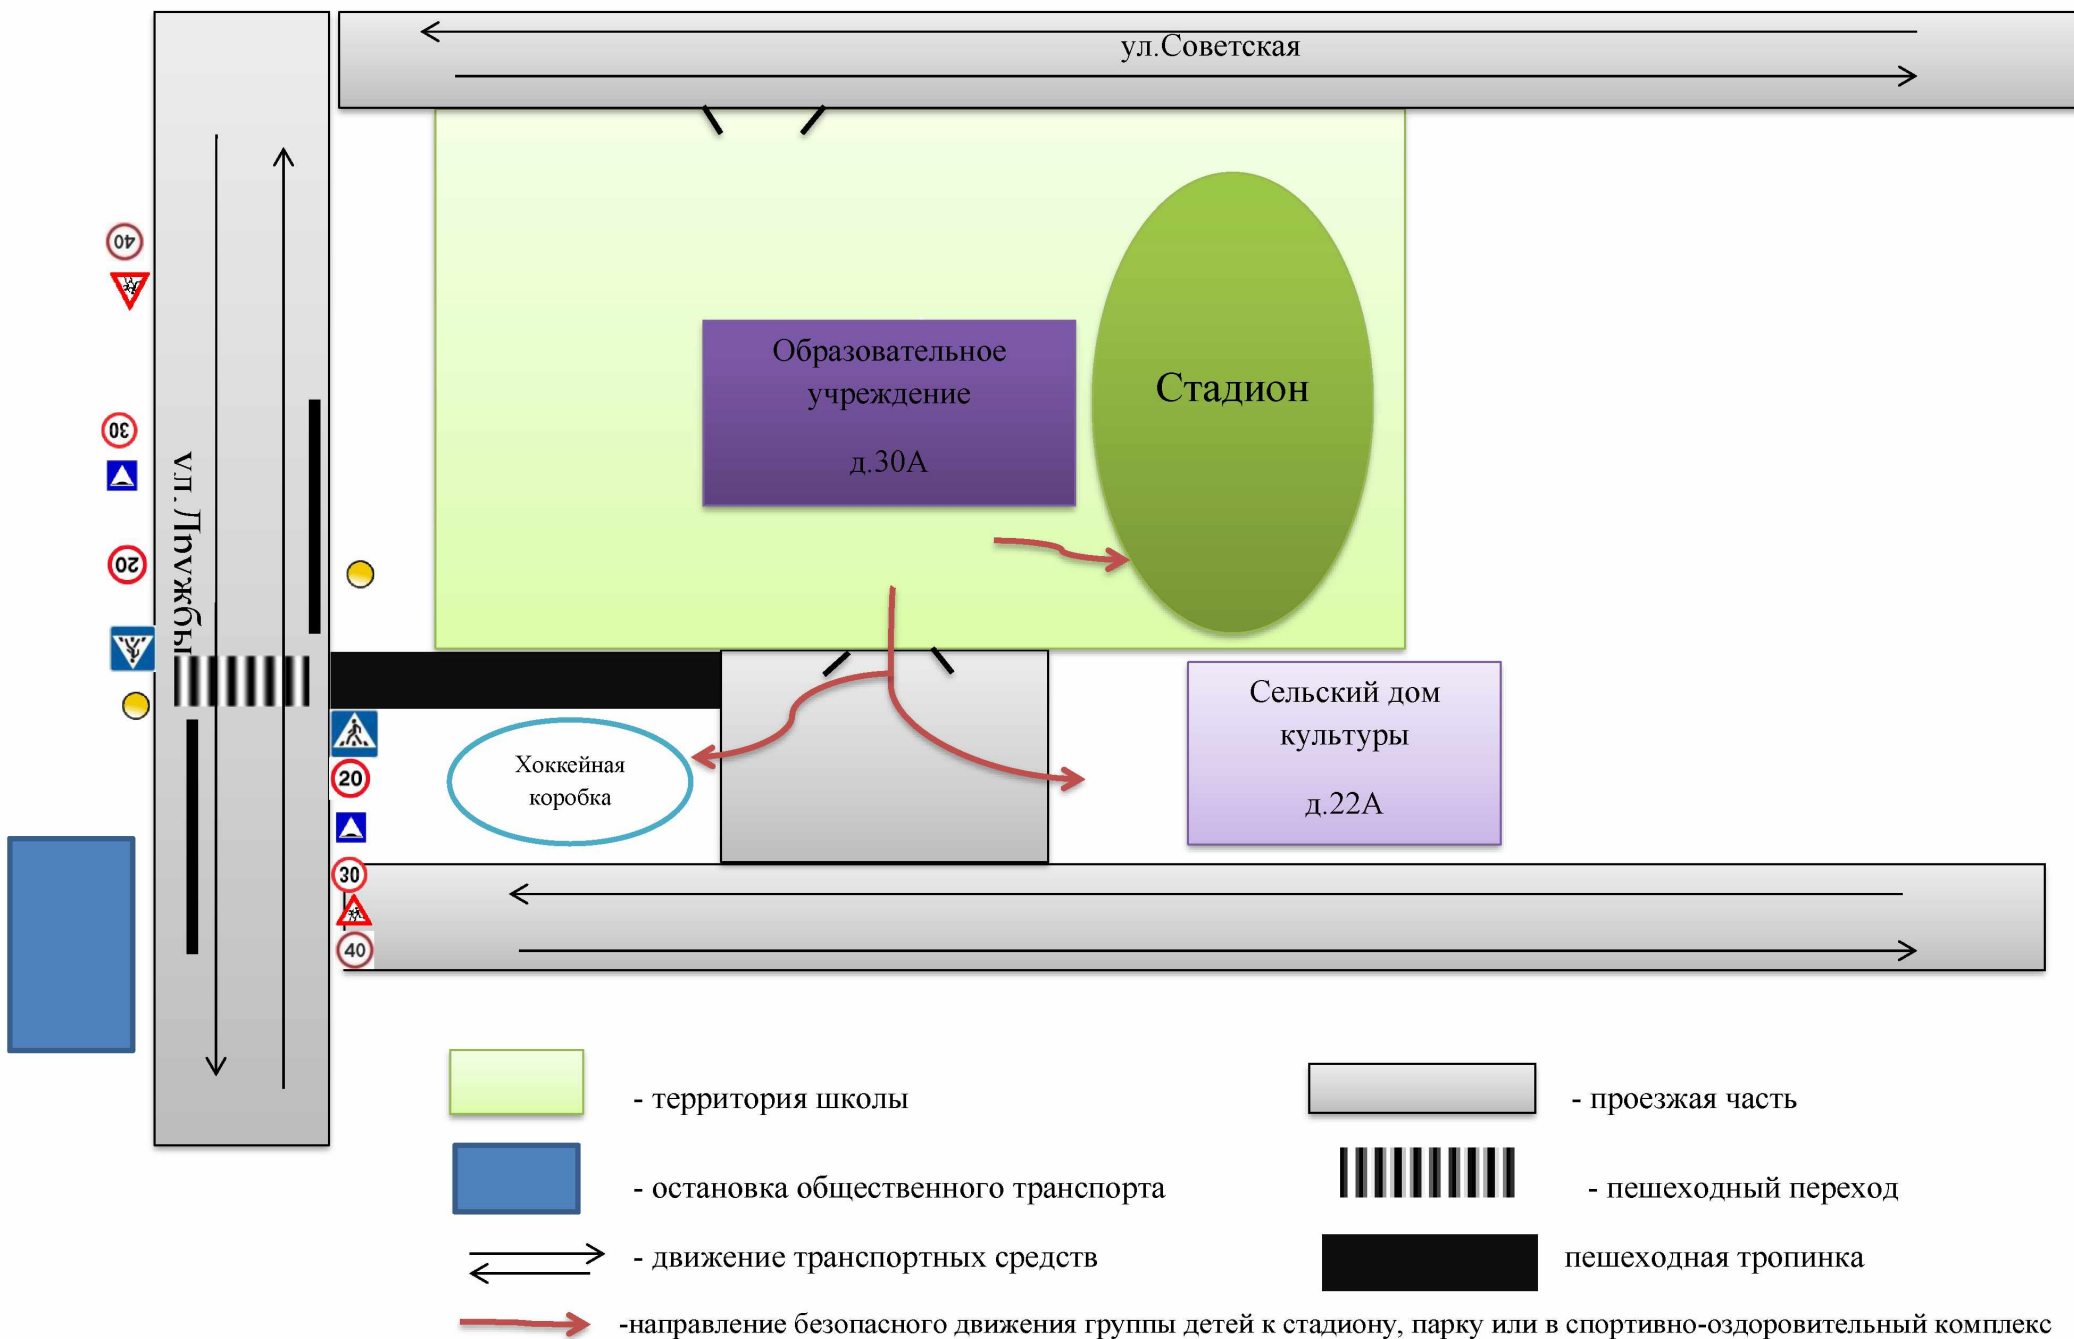 ул.Советская
40
30
20
ул.Дружбы
Образовательное
учреждение
д.30А
Стадион
Сельский дом
культуры
д.22А
Хоккейная
коробка
20
30
40
- территория школы
- проезжая часть
- остановка общественного транспорта
- пешеходный переход
- движение транспортных средств
пешеходная тропинка
-направление безопасного движения группы детей к стадиону, парку или в спортивно-оздоровительный комплекс